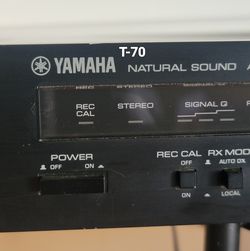 T-70
YAMAHA NATURAL SOUND A
REC CAL STEREO SIGNAL Q
POWER REC CAL RX MO
OFF ON OFF AUTO DX.
ON LOCAL